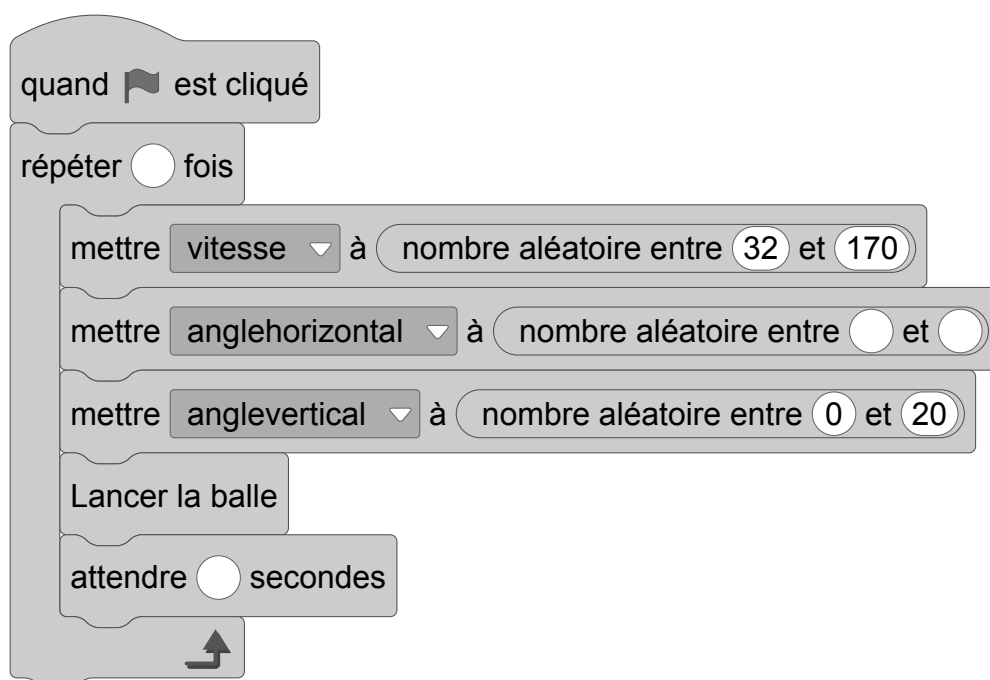 quand est cliqué
répéter fois
mettre vitesse à nombre aléatoire entre 32 et 170
mettre anglehorizontal à nombre aléatoire entre et
mettre anglevertical à nombre aléatoire entre 0 et 20
Lancer la balle
attendre secondes